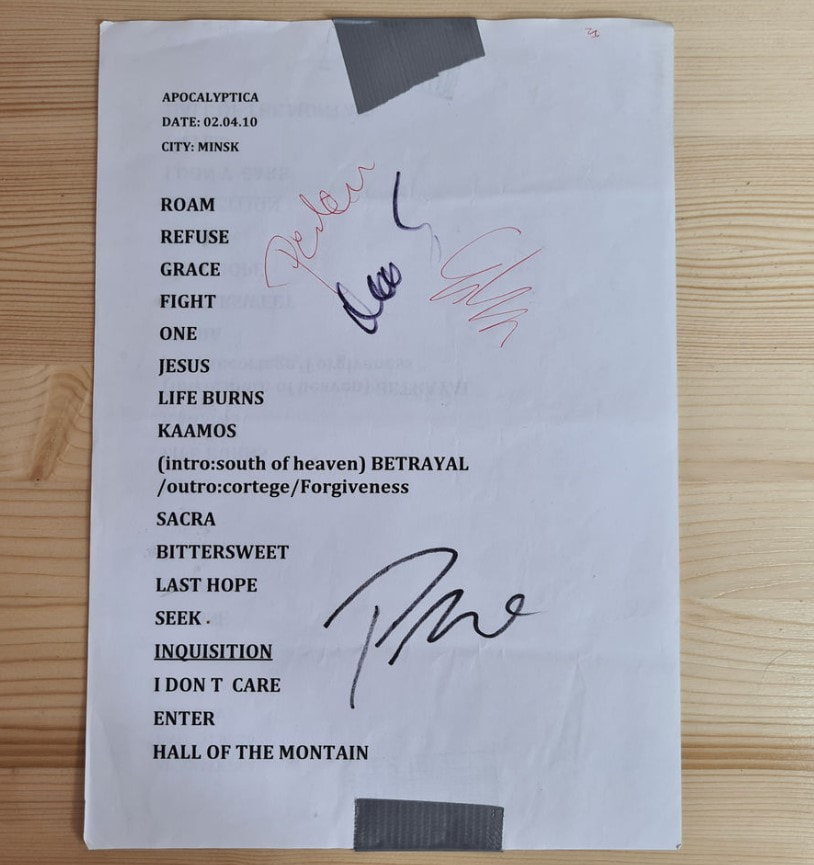 APOCALYPTICA
DATE: 02.04.10
CITY: MINSK
ROAM
REFUSE
GRACE
FIGHT
ONE
JESUS
LIFE BURNS
KAAMOS
(intro:south of heaven) BETRAYAL
/outro:cortege/Forgiveness
SACRA
BITTERSWEET
LAST HOPE
SEEK .
INQUISITION
I DON T  CARE
ENTER
HALL OF THE MONTAIN